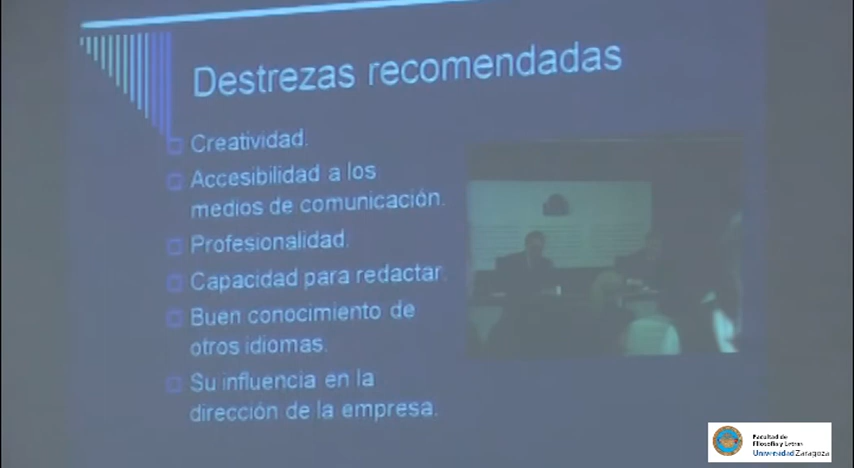 Destrezas recomendadas
Creatividad.
Accesibilidad a los
medios de comunicación.
Profesionalidad.
Capacidad para redactar.
Buen conocimiento de
otros idiomas.
Su influencia en la
dirección de la empresa.
Facultad de
Filosofía y Letras
Universidad Zaragoza